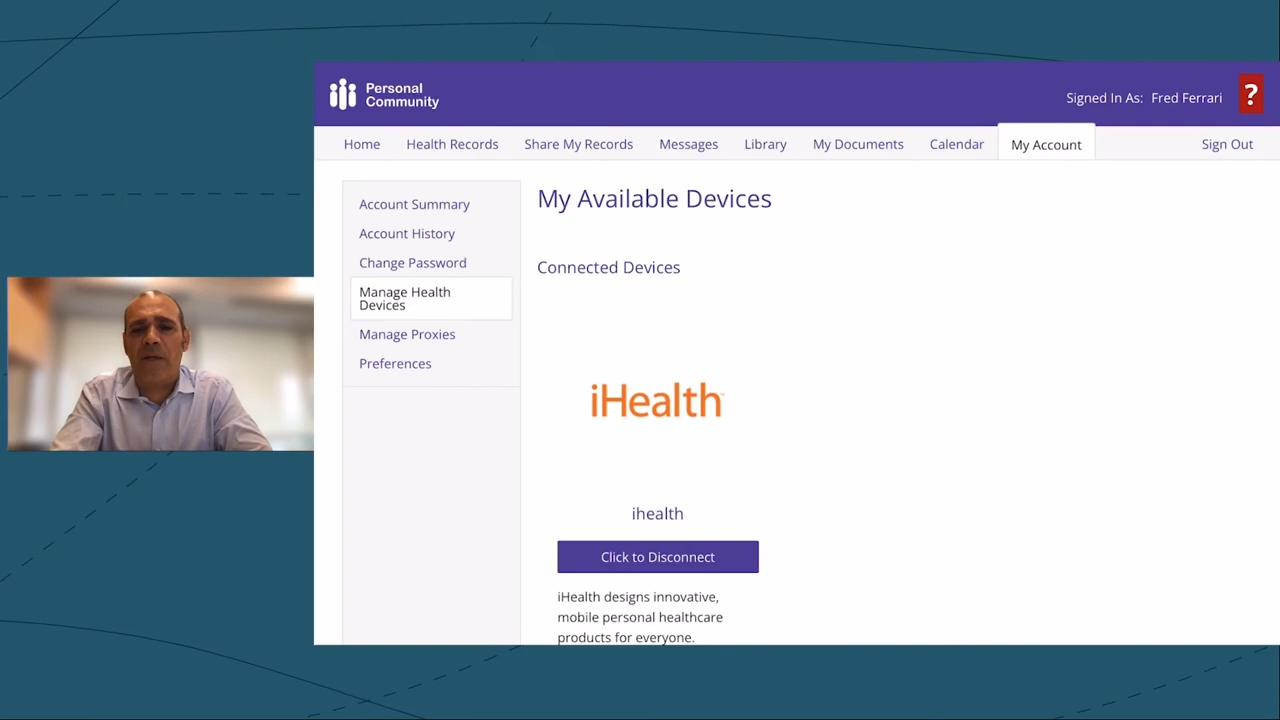 Personal
Community
Signed In As: Fred Ferrari
?
Home
Health Records
Share My Records
Messages
Library
My Documents
Calendar
My Account
Sign Out
Account Summary
Account History
Change Password
Manage Health
Devices
Manage Proxies
Preferences
My Available Devices
Connected Devices
iHealth
ihealth
Click to Disconnect
iHealth designs innovative,
mobile personal healthcare
products for everyone.